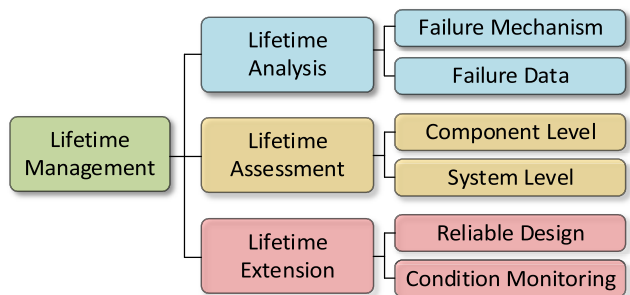 Lifetime
Management
Lifetime
Analysis
Failure Mechanism
Failure Data
Lifetime
Assessment
Component Level
System Level
Lifetime
Extension
Reliable Design
Condition Monitoring